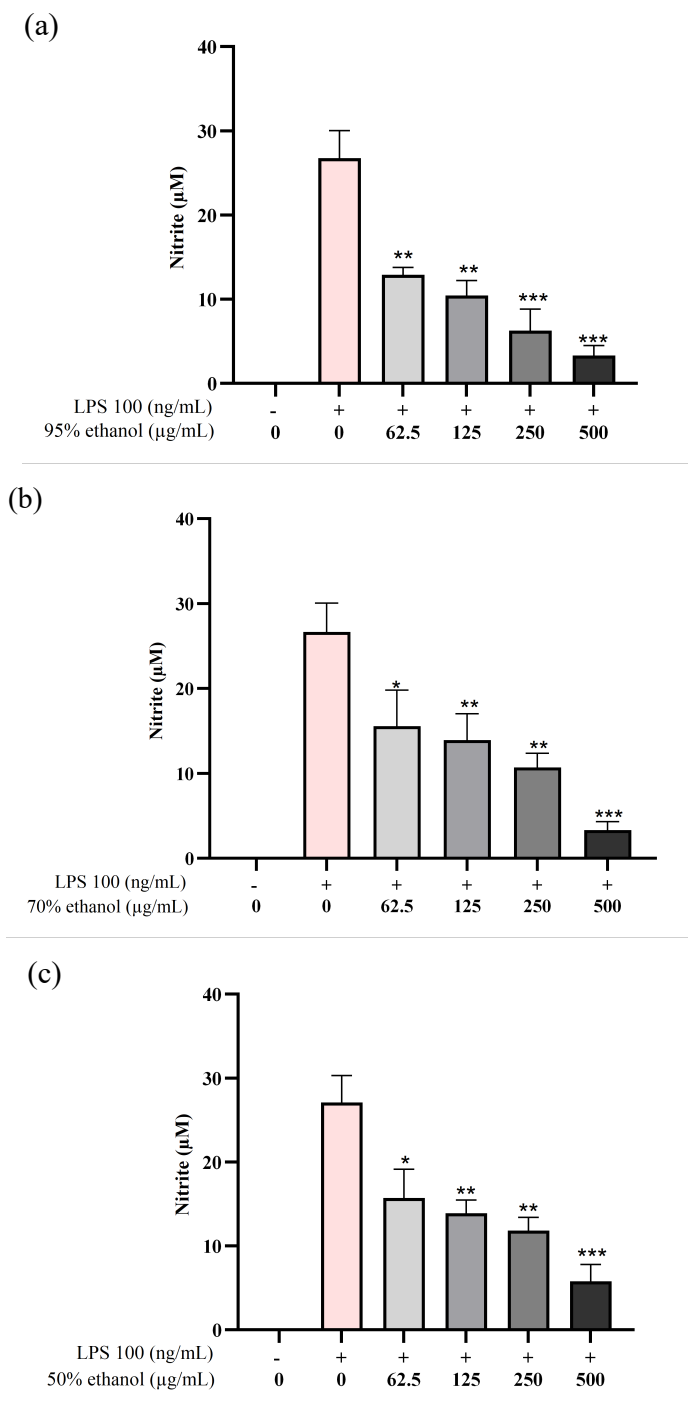 (a)
40
30
20
10
0
Nitrite (µM)
** ** *** ***
LPS 100 (ng/mL) - + + + + +
95% ethanol (µg/mL) 0 0 62.5 125 250 500
(b)
40
30
20
10
0
Nitrite (µM)
* ** ** ***
LPS 100 (ng/mL) - + + + + +
70% ethanol (µg/mL) 0 0 62.5 125 250 500
(c)
40
30
20
10
0
Nitrite (µM)
* ** ** ***
LPS 100 (ng/mL) - + + + + +
50% ethanol (µg/mL) 0 0 62.5 125 250 500